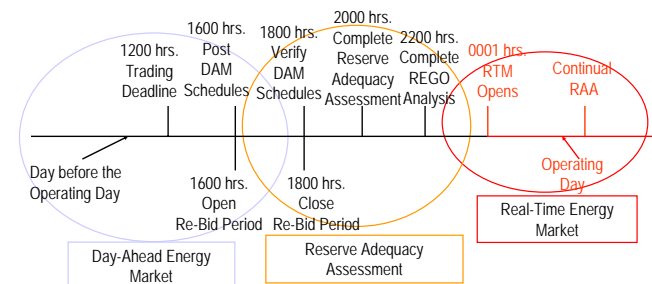 1200 hrs.
Trading
Deadline
1600 hrs.
Post
DAM
Schedules
1800 hrs.
Verify
DAM
Schedules
2000 hrs.
Complete
Reserve
Adequacy
Assessment
2200 hrs.
Complete
REGO
Analysis
0001 hrs.
RTM
Opens
Continual
RAA
Day before the
Operating Day
1600 hrs.
Open
Re-Bid Period
1800 hrs.
Close
Re-Bid Period
Operating
Day
Day-Ahead Energy
Market
Reserve Adequacy
Assessment
Real-Time Energy
Market